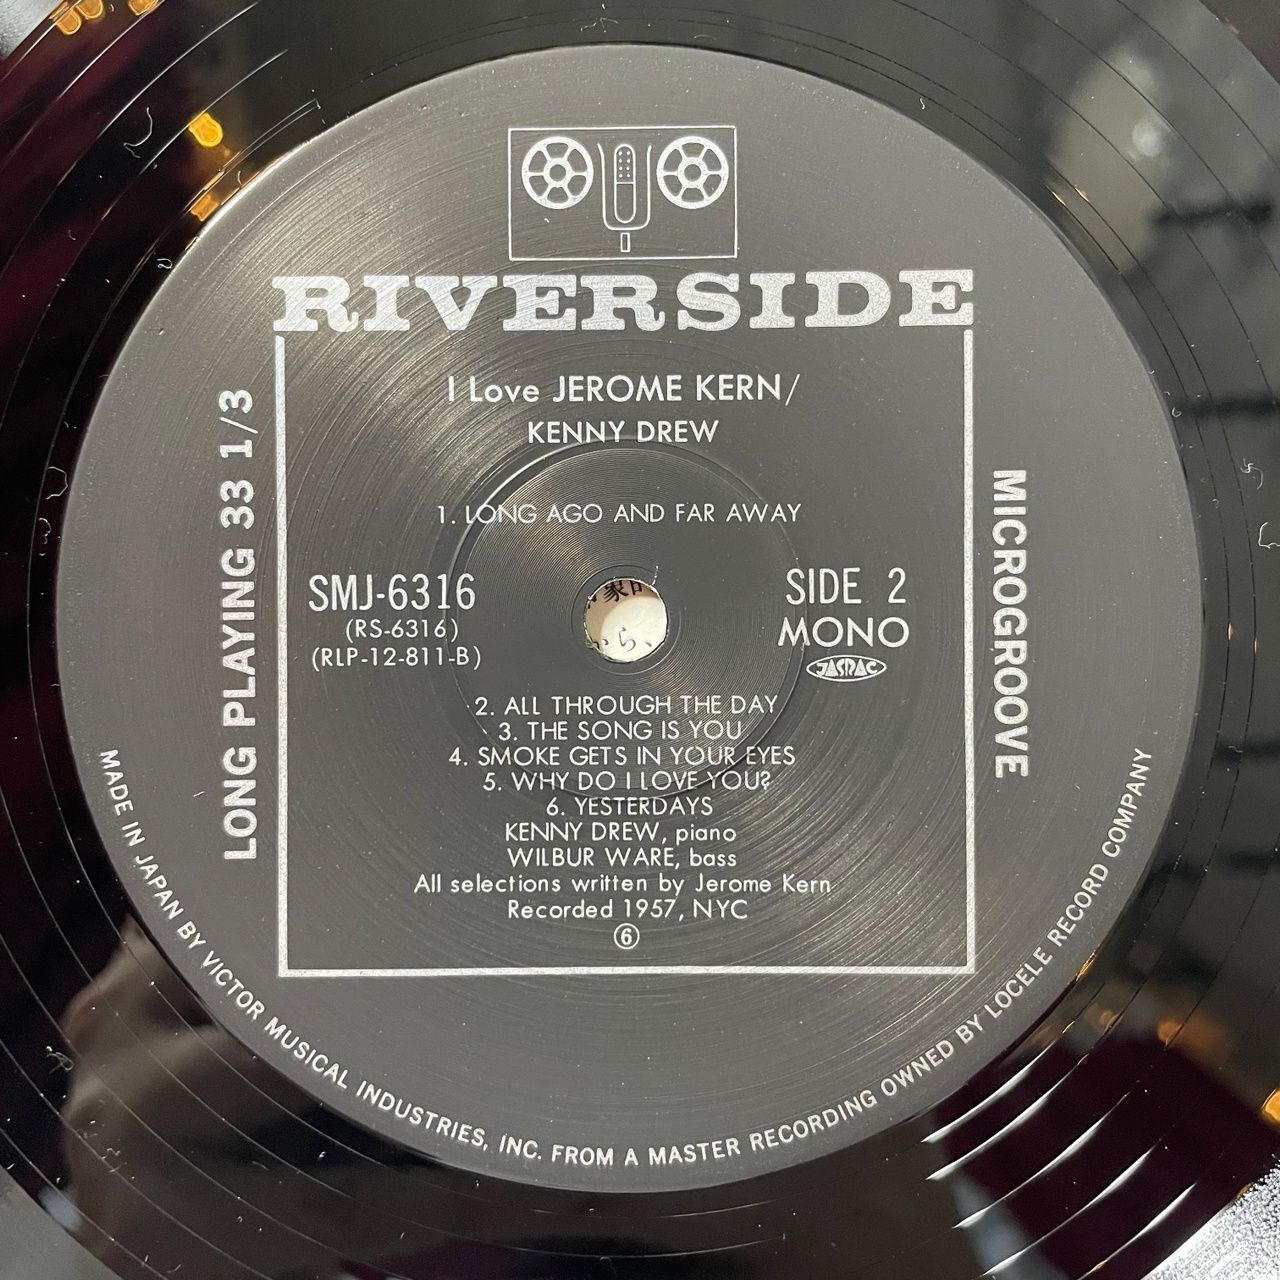 RIVERSIDE
I Love JEROME KERN/
KENNY DREW
1. LONG AGO AND FAR AWAY
SMJ-6316
(RS-6316)
(RLP-12-811-B)
SIDE 2
MONO
JASRAC
2. ALL THROUGH THE DAY
3. THE SONG IS YOU
4. SMOKE GETS IN YOUR EYES
5. WHY DO I LOVE YOU?
6. YESTERDAYS
KENNY DREW, piano
WILBUR WARE, bass
All selections written by Jerome Kern
Recorded 1957, NYC
⑥
LONG PLAYING 33 1/3
MICROGROOVE
MADE IN JAPAN BY VICTOR MUSICAL INDUSTRIES, INC. FROM A MASTER RECORDING OWNED BY LOCELE RECORD COMPANY